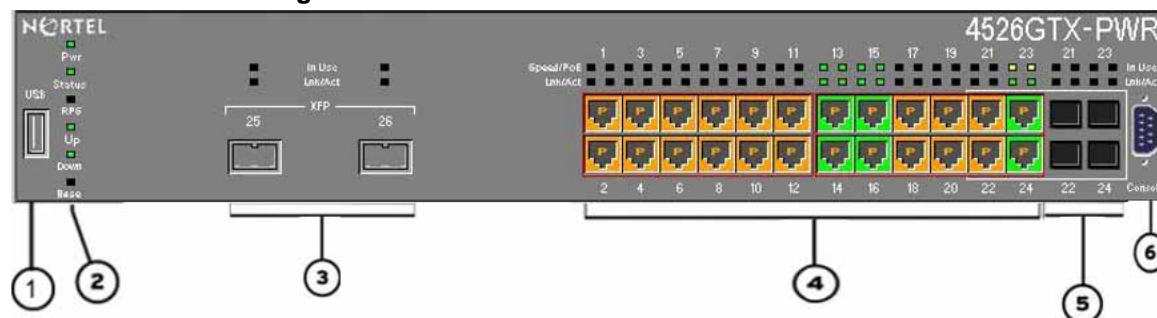 NORTEL
4526GTX-PWR
Pwr
Status
USB
RPS
Up
Down
Base
In Use
Lnk/Act
XFP
25 26
Speed/PoE
Lnk/Act
1 3 5 7 9 11 13 15 17 19 21 23 21 23
In Use
Lnk/Act
P P P P P P P P P P P P
P P P P P P P P P P P P
2 4 6 8 10 12 14 16 18 20 22 24 22 24
Consol
1 2 3 4 5 6